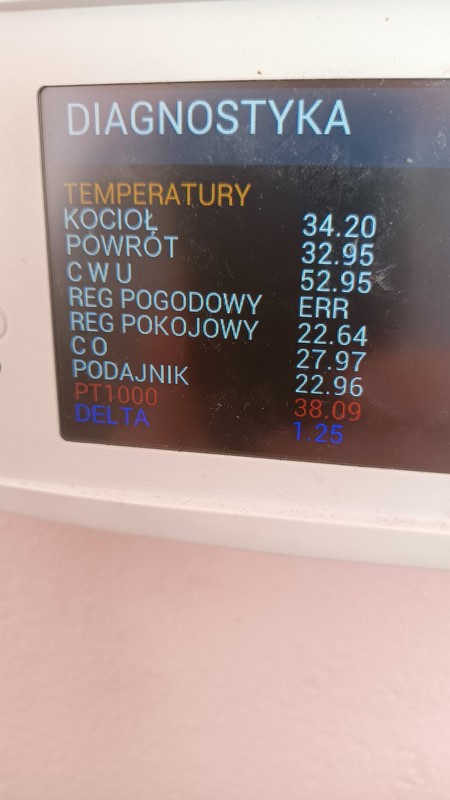 DIAGNOSTYKA
TEMPERATURY
KOCIOŁ 34.20
POWRÓT 32.95
C W U 52.95
REG POGODOWY ERR
REG POKOJOWY 22.64
C O 27.97
PODAJNIK 22.96
PT1000 38.09
DELTA 1.25